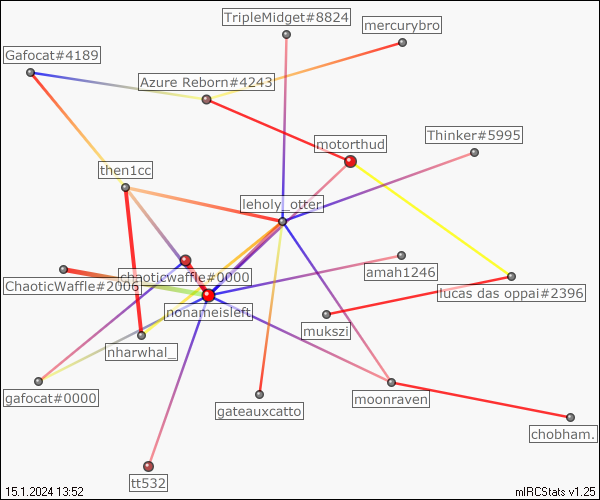 TripleMidget#8824
mercurybro
Gafocat#4189
Azure Reborn#4243
Thinker#5995
motorthud
then1cc
leholy_otter
amah1246
chaoticwaffle#0000
ChaoticWaffle#2006
lucas das oppai#2396
nonameisleft
mukszi
nharwhal_
gafocat#0000
moonraven
gateauxcatto
chobham.
tt532
15.1.2024 13:52
mIRCStats v1.25